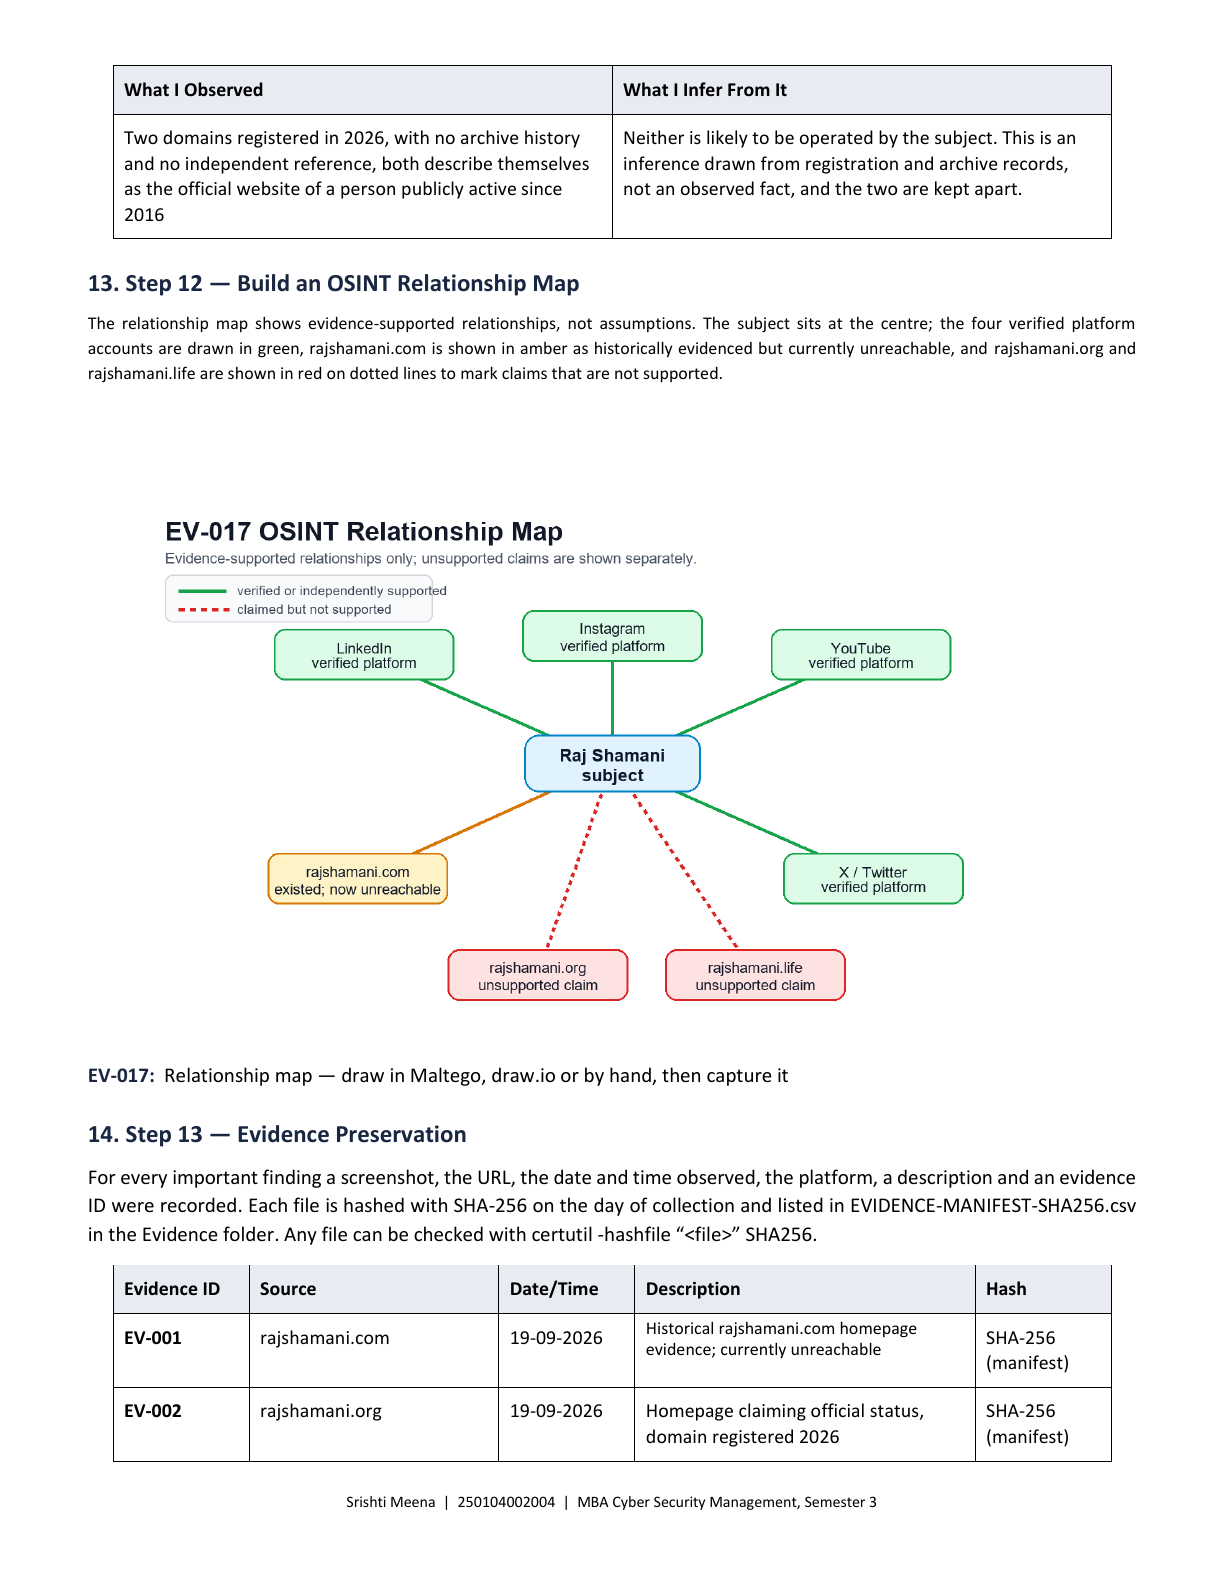 What I Observed
What I Infer From It
Two domains registered in 2026, with no archive history
and no independent reference, both describe themselves
as the official website of a person publicly active since
2016
Neither is likely to be operated by the subject. This is an
inference drawn from registration and archive records,
not an observed fact, and the two are kept apart.
13. Step 12 — Build an OSINT Relationship Map
The relationship map shows evidence-supported relationships, not assumptions. The subject sits at the centre; the four verified platform
accounts are drawn in green, rajshamani.com is shown in amber as historically evidenced but currently unreachable, and rajshamani.org and
rajshamani.life are shown in red on dotted lines to mark claims that are not supported.
EV-017 OSINT Relationship Map
Evidence-supported relationships only; unsupported claims are shown separately.
verified or independently supported
claimed but not supported
LinkedIn
verified platform
Instagram
verified platform
YouTube
verified platform
Raj Shamani
subject
rajshamani.com
existed; now unreachable
X / Twitter
verified platform
rajshamani.org
unsupported claim
rajshamani.life
unsupported claim
EV-017: Relationship map — draw in Maltego, draw.io or by hand, then capture it
14. Step 13 — Evidence Preservation
For every important finding a screenshot, the URL, the date and time observed, the platform, a description and an evidence
ID were recorded. Each file is hashed with SHA-256 on the day of collection and listed in EVIDENCE-MANIFEST-SHA256.csv
in the Evidence folder. Any file can be checked with certutil -hashfile “<file>” SHA256.
Evidence ID
Source
Date/Time
Description
Hash
EV-001
rajshamani.com
19-09-2026
Historical rajshamani.com homepage
evidence; currently unreachable
SHA-256
(manifest)
EV-002
rajshamani.org
19-09-2026
Homepage claiming official status,
domain registered 2026
SHA-256
(manifest)
Srishti Meena | 250104002004 | MBA Cyber Security Management, Semester 3